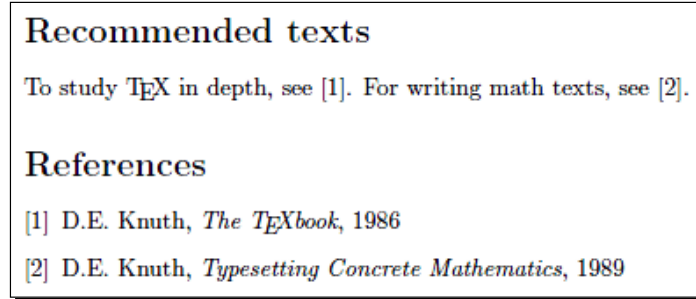 Recommended texts
To study TEX in depth, see [1]. For writing math texts, see [2].
References
[1] D.E. Knuth, The TEXbook, 1986
[2] D.E. Knuth, Typesetting Concrete Mathematics, 1989